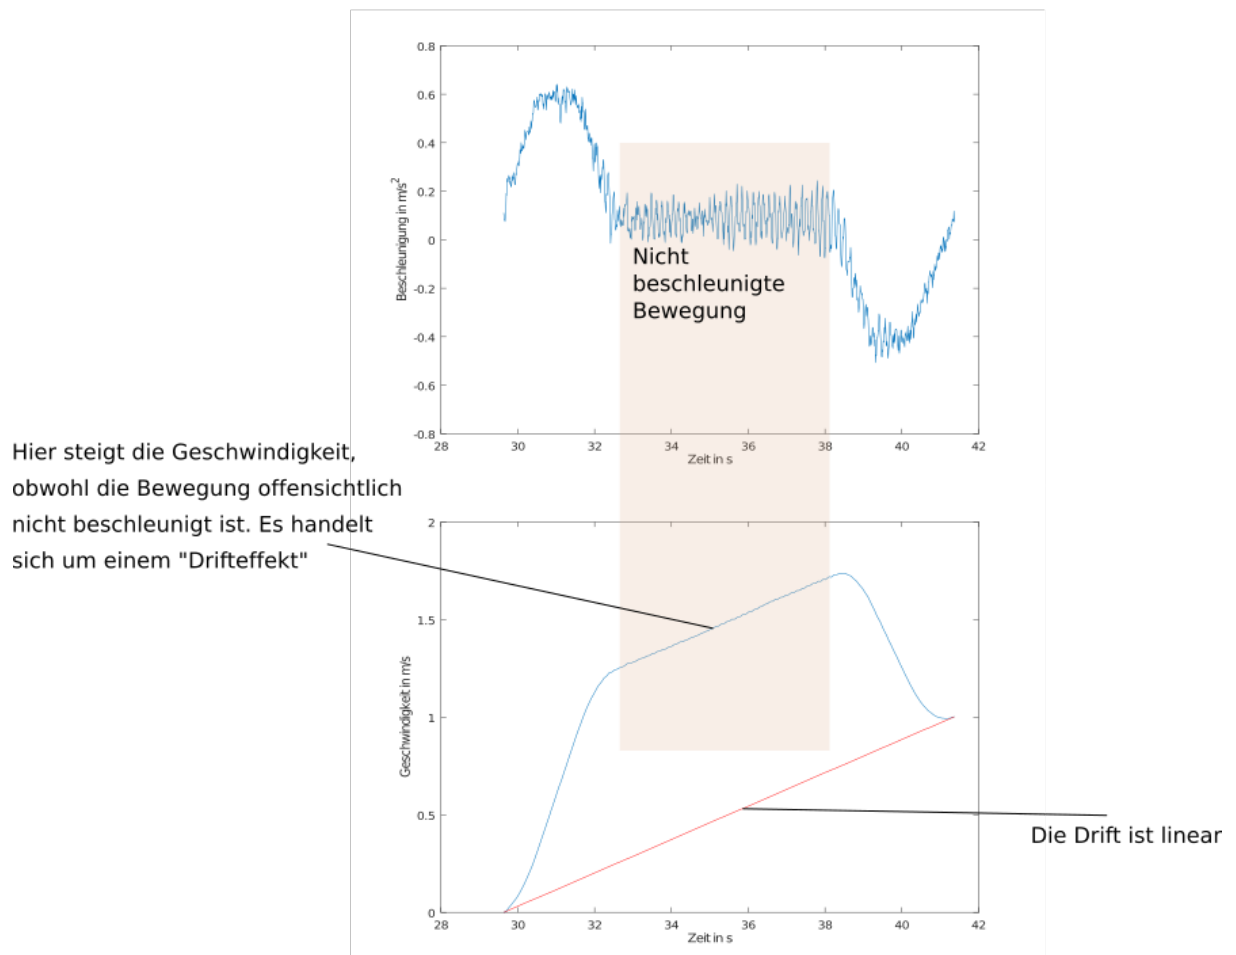 0.8
0.6
0.4
0.2
0
-0.2
-0.4
-0.6
-0.8
Beschleunigung in m/s²
Nicht
beschleunigte
Bewegung
28 30 32 34 36 38 40 42
Zeit in s
Hier steigt die Geschwindigkeit,
obwohl die Bewegung offensichtlich
nicht beschleunigt ist. Es handelt
sich um einem "Drifteffekt"
2
1.5
1
0.5
0
Geschwindigkeit in m/s
Die Drift ist linear
28 30 32 34 36 38 40 42
Zeit in s